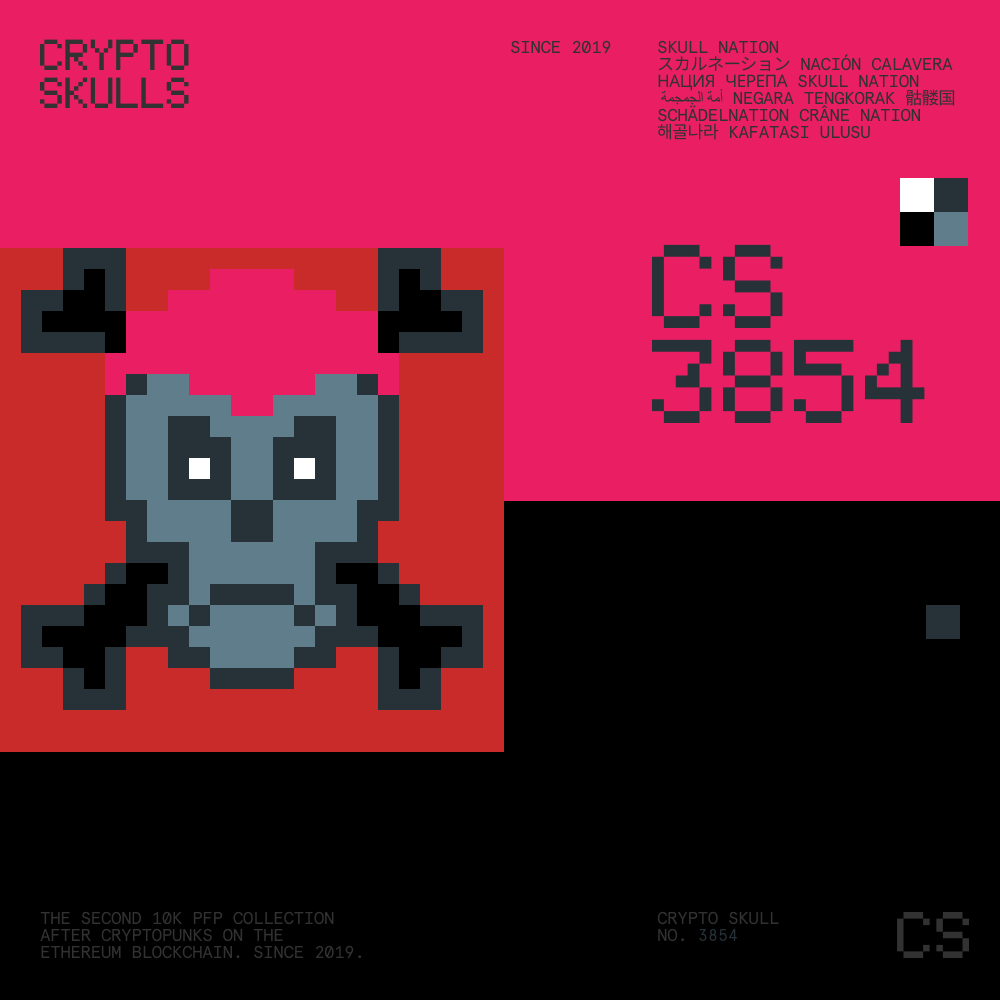 CRYPTO
SKULLS
SINCE 2019
SKULL NATION
スカルネーション NACIÓN CALAVERA
НАЦИЯ ЧЕРЕПА SKULL NATION
أمة الجمجمة NEGARA TENGKORAK 骷髅国
SCHÄDELNATION CRÂNE NATION
해골나라 KAFATASI ULUSU
CS
3854
THE SECOND 10K PFP COLLECTION
AFTER CRYPTOPUNKS ON THE
ETHEREUM BLOCKCHAIN. SINCE 2019.
CRYPTO SKULL
NO. 3854
CS